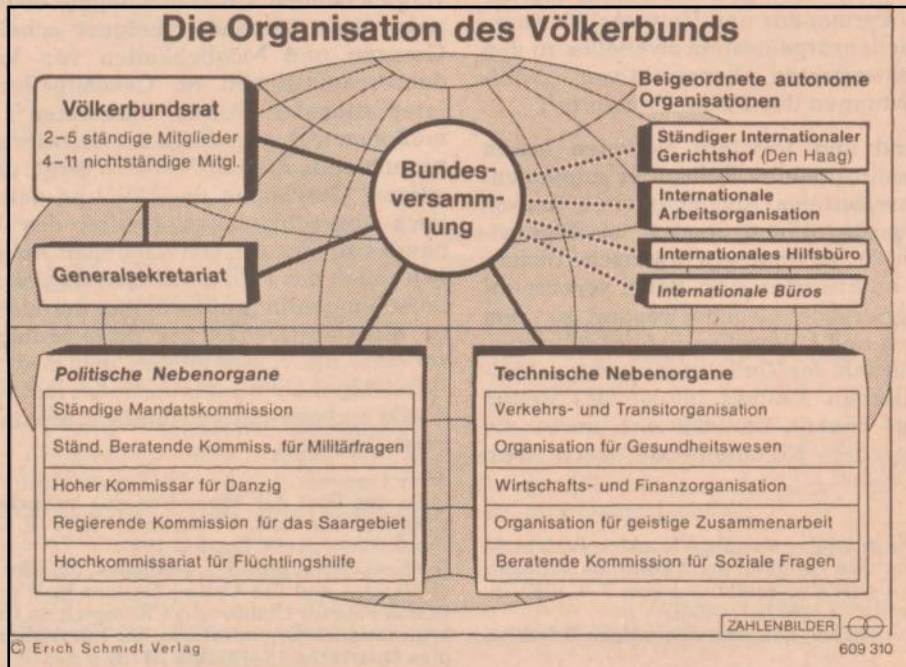 Die Organisation des Völkerbunds
Völkerbundsrat
2–5 ständige Mitglieder
4–11 nichtständige Mitgl.
Generalsekretariat
Bundes-
versamm-
lung
Beigeordnete autonome
Organisationen
Ständiger Internationaler
Gerichtshof (Den Haag)
Internationale
Arbeitsorganisation
Internationales Hilfsbüro
Internationale Büros
Politische Nebenorgane
Ständige Mandatskommission
Ständ. Beratende Kommiss. für Militärfragen
Hoher Kommissar für Danzig
Regierende Kommission für das Saargebiet
Hochkommissariat für Flüchtlingshilfe
Technische Nebenorgane
Verkehrs- und Transitorganisation
Organisation für Gesundheitswesen
Wirtschafts- und Finanzorganisation
Organisation für geistige Zusammenarbeit
Beratende Kommission für Soziale Fragen
© Erich Schmidt Verlag
ZAHLENBILDER
609 310